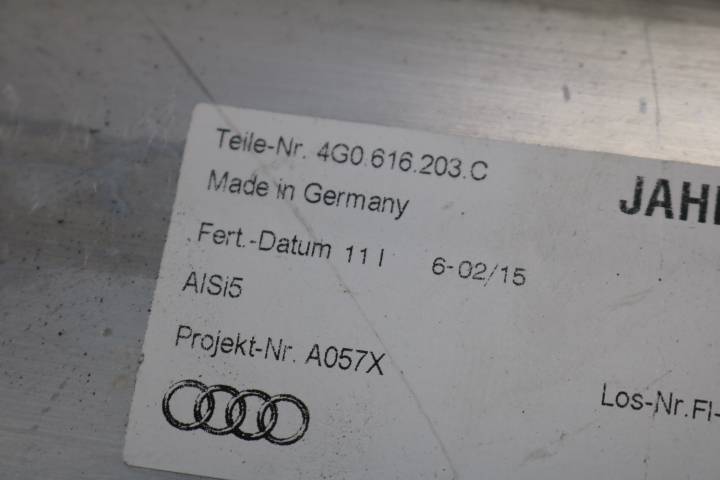 Teile-Nr. 4G0.616.203.C
JAH
Made in Germany
Fert.-Datum 11 I 6-02/15
AlSi5
Projekt-Nr. A057X
Los-Nr.FI-